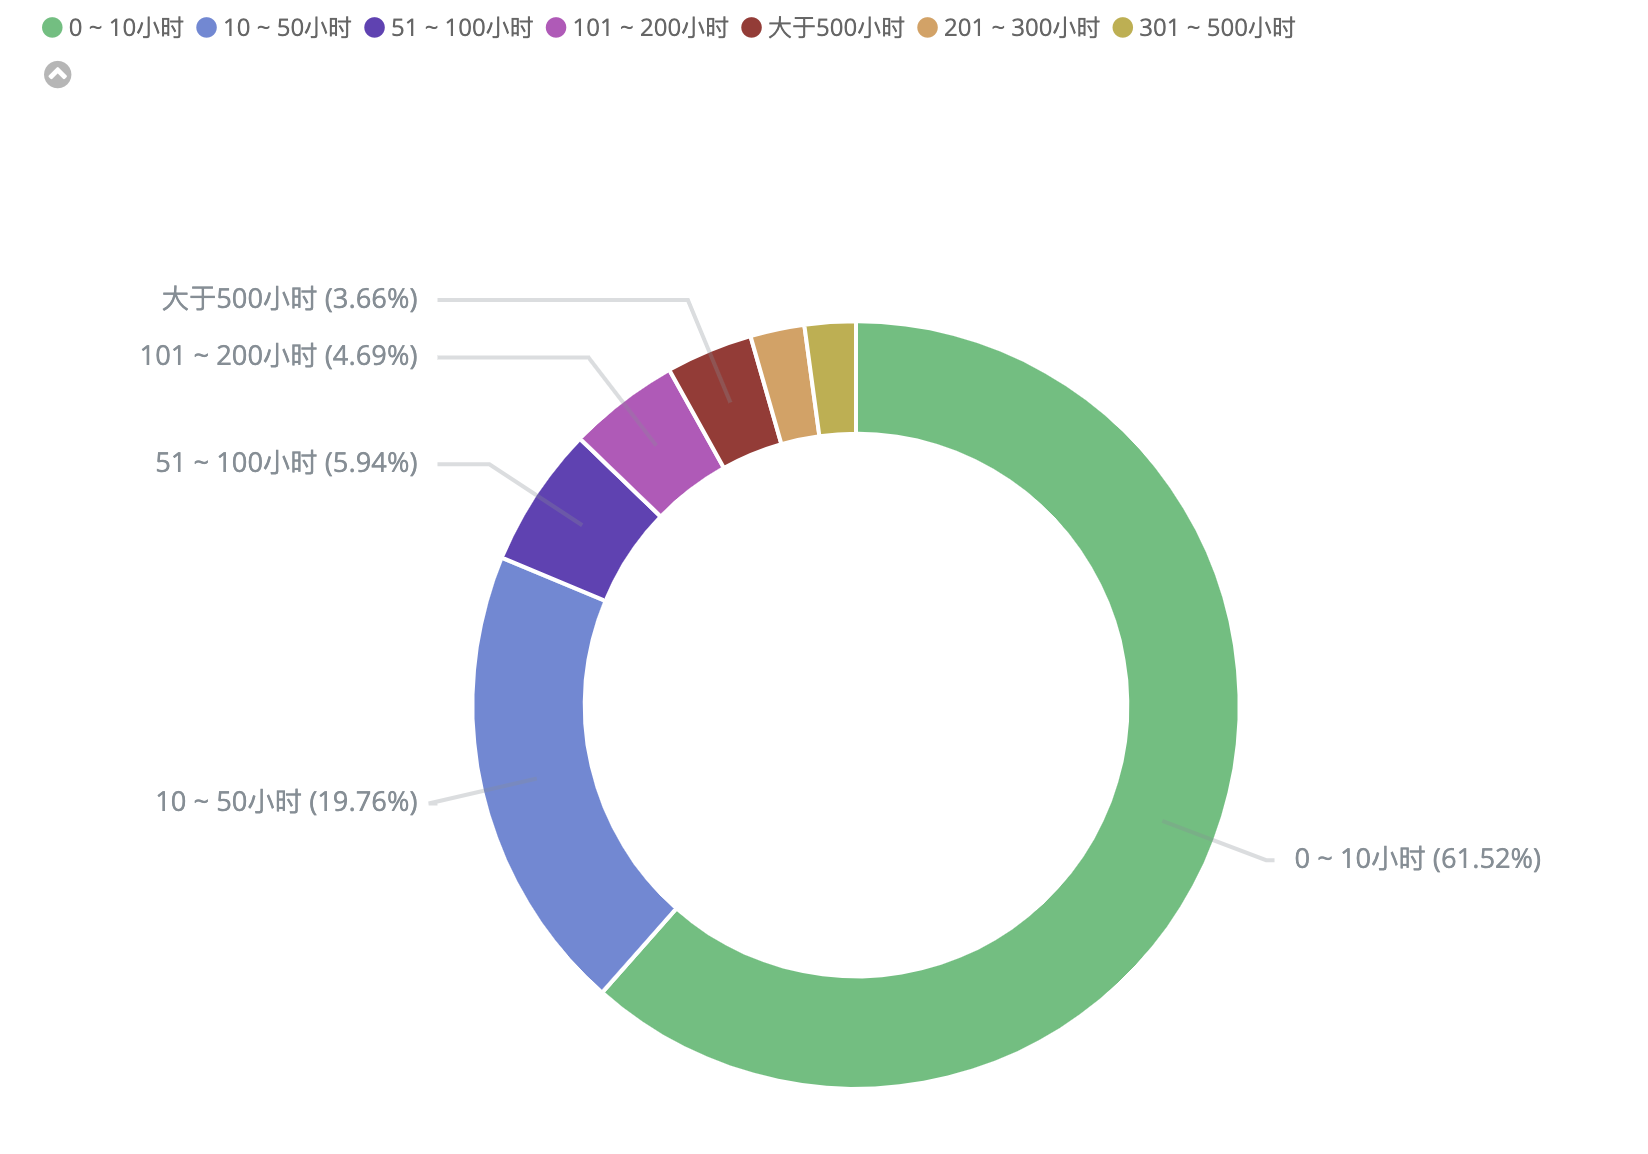 0 ~ 10小时 10 ~ 50小时 51 ~ 100小时 101 ~ 200小时 大于500小时 201 ~ 300小时 301 ~ 500小时
大于500小时 (3.66%)
101 ~ 200小时 (4.69%)
51 ~ 100小时 (5.94%)
10 ~ 50小时 (19.76%)
0 ~ 10小时 (61.52%)